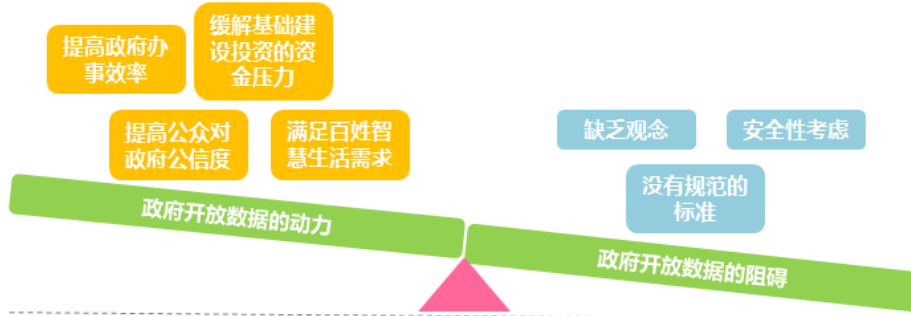 提高政府办
事效率
缓解基础建
设投资的资
金压力
提高公众对
政府公信度
满足百姓智
慧生活需求
缺乏观念
安全性考虑
没有规范的
标准
政府开放数据的动力
政府开放数据的阻碍